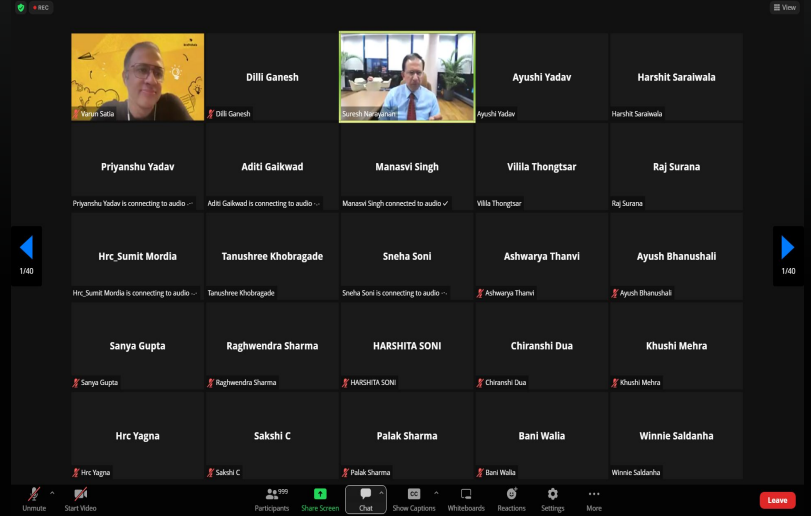 REC
View
Varun Satia
Dilli Ganesh
Dilli Ganesh
Suresh Narayanan
Ayushi Yadav
Ayushi Yadav
Harshit Saraiwala
Harshit Saraiwala
Priyanshu Yadav
Priyanshu Yadav is connecting to audio
Aditi Gaikwad
Aditi Gaikwad is connecting to audio
Manasvi Singh
Manasvi Singh connected to audio ✓
Vilila Thongtsar
Vilila Thongtsar
Raj Surana
Raj Surana
1/40
Hrc_Sumit Mordia
Hrc_Sumit Mordia is connecting to audio
Tanushree Khobragade
Tanushree Khobragade
Sneha Soni
Sneha Soni is connecting to audio
Ashwarya Thanvi
Ashwarya Thanvi
Ayush Bhanushali
Ayush Bhanushali
1/40
Sanya Gupta
Sanya Gupta
Raghwendra Sharma
Raghwendra Sharma
HARSHITA SONI
HARSHITA SONI
Chiranshi Dua
Chiranshi Dua
Khushi Mehra
Khushi Mehra
Hrc Yagna
Hrc Yagna
Sakshi C
Sakshi C
Palak Sharma
Palak Sharma
Bani Walia
Bani Walia
Winnie Saldanha
Winnie Saldanha
Unmute
Start Video
999
Participants
Share Screen
Chat
CC
Show Captions
Whiteboards
Reactions
Settings
More
Leave